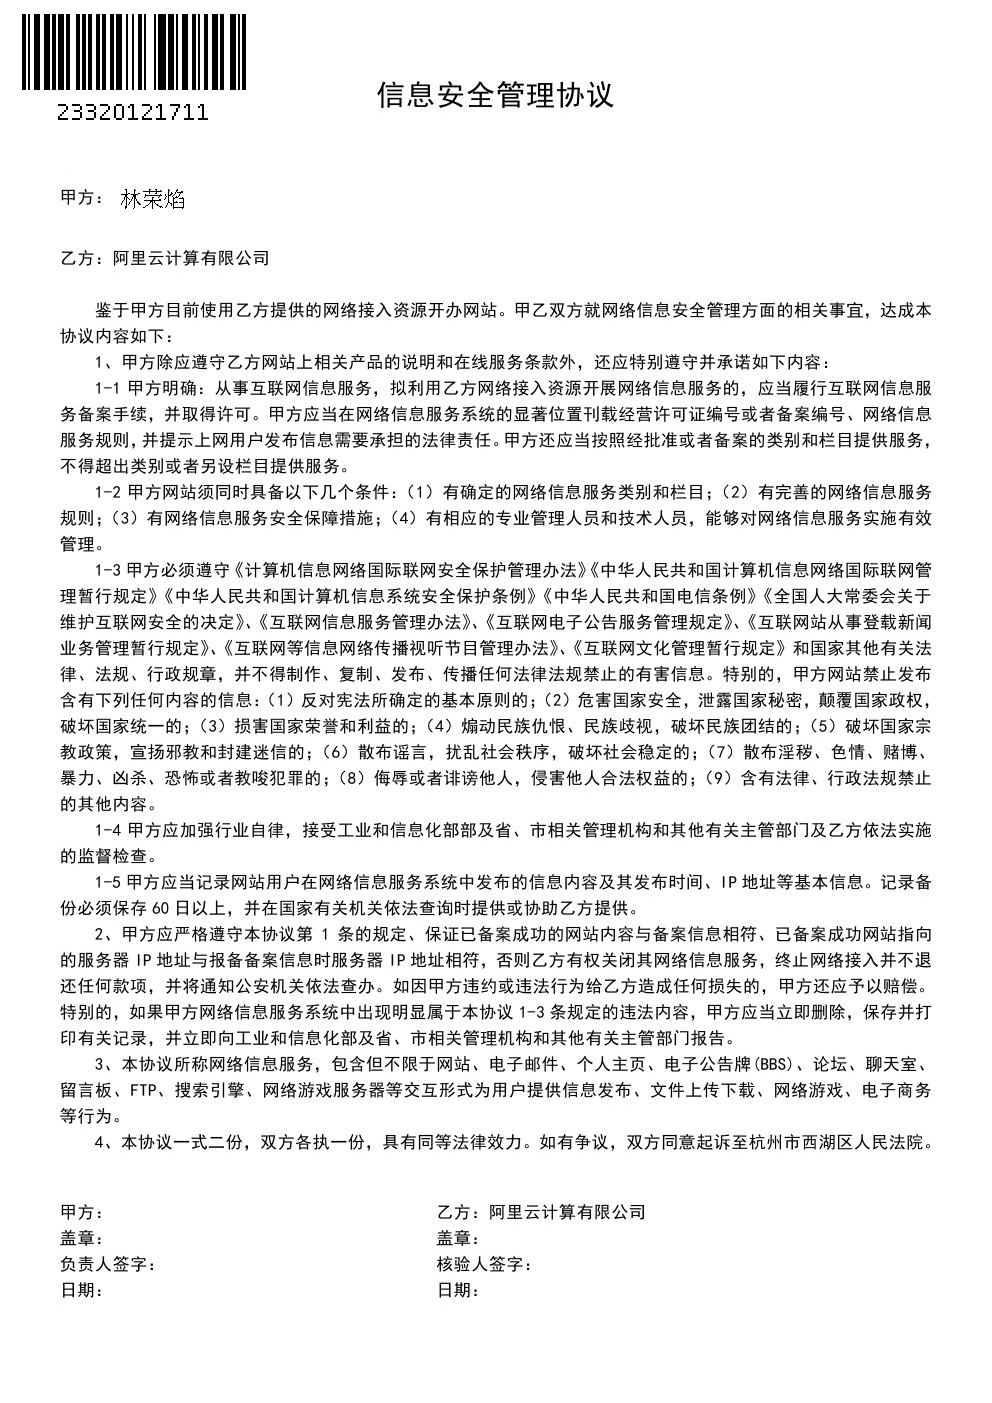 23320121711
信息安全管理协议
甲方： 林荣焰
乙方：阿里云计算有限公司
鉴于甲方目前使用乙方提供的网络接入资源开办网站。甲乙双方就网络信息安全管理方面的相关事宜，达成本
协议内容如下：
1、甲方除应遵守乙方网站上相关产品的说明和在线服务条款外，还应特别遵守并承诺如下内容：
1-1 甲方明确：从事互联网信息服务，拟利用乙方网络接入资源开展网络信息服务的，应当履行互联网信息服
务备案手续，并取得许可。甲方应当在网络信息服务系统的显著位置刊载经营许可证编号或者备案编号、网络信息
服务规则，并提示上网用户发布信息需要承担的法律责任。甲方还应当按照经批准或者备案的类别和栏目提供服务，
不得超出类别或者另设栏目提供服务。
1-2 甲方网站须同时具备以下几个条件：（1）有确定的网络信息服务类别和栏目；（2）有完善的网络信息服务
规则；（3）有网络信息服务安全保障措施；（4）有相应的专业管理人员和技术人员，能够对网络信息服务实施有效
管理。
1-3 甲方必须遵守《计算机信息网络国际联网安全保护管理办法》《中华人民共和国计算机信息网络国际联网管
理暂行规定》《中华人民共和国计算机信息系统安全保护条例》《中华人民共和国电信条例》《全国人大常委会关于
维护互联网安全的决定》、《互联网信息服务管理办法》、《互联网电子公告服务管理规定》、《互联网站从事登载新闻
业务管理暂行规定》、《互联网等信息网络传播视听节目管理办法》、《互联网文化管理暂行规定》和国家其他有关法
律、法规、行政规章，并不得制作、复制、发布、传播任何法律法规禁止的有害信息。特别的，甲方网站禁止发布
含有下列任何内容的信息：（1）反对宪法所确定的基本原则的；（2）危害国家安全，泄露国家秘密，颠覆国家政权，
破坏国家统一的；（3）损害国家荣誉和利益的；（4）煽动民族仇恨、民族歧视，破坏民族团结的；（5）破坏国家宗
教政策，宣扬邪教和封建迷信的；（6）散布谣言，扰乱社会秩序，破坏社会稳定的；（7）散布淫秽、色情、赌博、
暴力、凶杀、恐怖或者教唆犯罪的；（8）侮辱或者诽谤他人，侵害他人合法权益的；（9）含有法律、行政法规禁止
的其他内容。
1-4 甲方应加强行业自律，接受工业和信息化部部及省、市相关管理机构和其他有关主管部门及乙方依法实施
的监督检查。
1-5 甲方应当记录网站用户在网络信息服务系统中发布的信息内容及其发布时间、IP 地址等基本信息。记录备
份必须保存 60 日以上，并在国家有关机关依法查询时提供或协助乙方提供。
2、甲方应严格遵守本协议第 1 条的规定、保证已备案成功的网站内容与备案信息相符、已备案成功网站指向
的服务器 IP 地址与报备备案信息时服务器 IP 地址相符，否则乙方有权关闭其网络信息服务，终止网络接入并不退
还任何款项，并将通知公安机关依法查办。如因甲方违约或违法行为给乙方造成任何损失的，甲方还应予以赔偿。
特别的，如果甲方网络信息服务系统中出现明显属于本协议 1-3 条规定的违法内容，甲方应当立即删除，保存并打
印有关记录，并立即向工业和信息化部及省、市相关管理机构和其他有关主管部门报告。
3、本协议所称网络信息服务，包含但不限于网站、电子邮件、个人主页、电子公告牌(BBS)、论坛、聊天室、
留言板、FTP、搜索引擎、网络游戏服务器等交互形式为用户提供信息发布、文件上传下载、网络游戏、电子商务
等行为。
4、本协议一式二份，双方各执一份，具有同等法律效力。如有争议，双方同意起诉至杭州市西湖区人民法院。
甲方： 乙方：阿里云计算有限公司
盖章： 盖章：
负责人签字： 核验人签字：
日期： 日期：